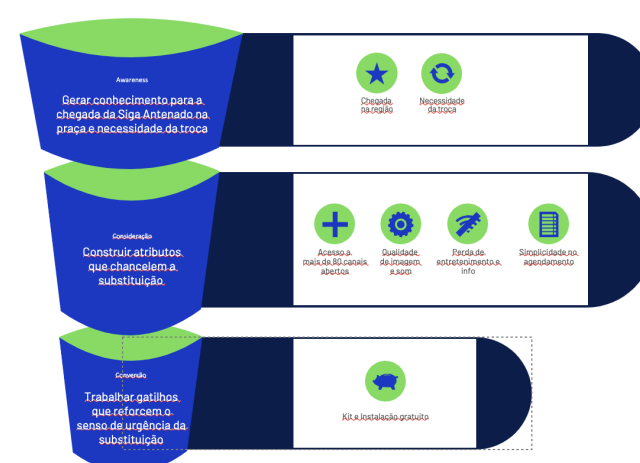 Awareness
Gerar conhecimento para a
chegada da Siga Antenado na
praça e necessidade da troca
Chegada
na região
Necessidade
da troca
Consideração
Construir atributos
que chancelem a
substituição
Acesso a
mais de 80 canais
abertos
Qualidade
de imagem
e som
Perda de
entretenimento e
info
Simplicidade no
agendamento
Conversão
Trabalhar gatilhos
que reforcem o
senso de urgência da
substituição
Kit e Instalação gratuito